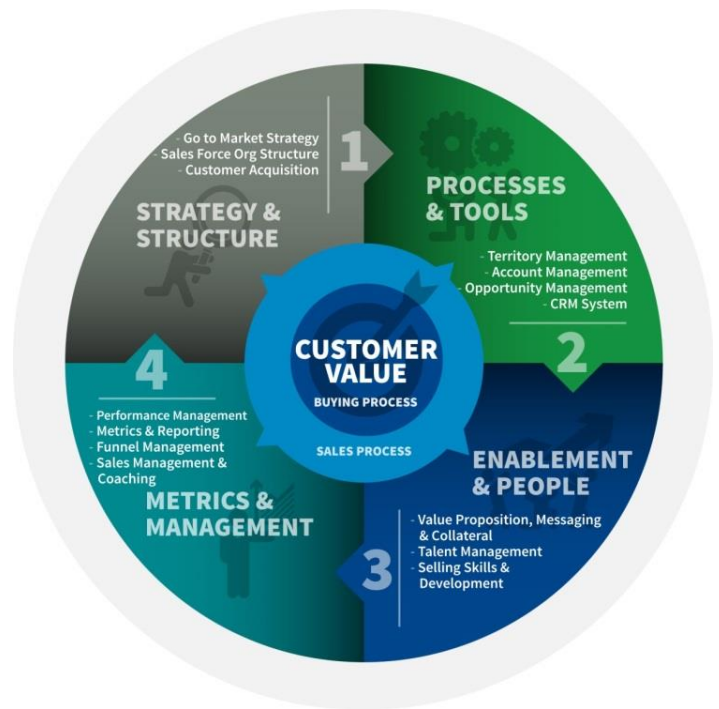 1
- Go to Market Strategy
- Sales Force Org Structure
- Customer Acquisition
STRATEGY &
STRUCTURE
PROCESSES
& TOOLS
- Territory Management
- Account Management
- Opportunity Management
- CRM System
2
CUSTOMER
VALUE
BUYING PROCESS
SALES PROCESS
ENABLEMENT
& PEOPLE
- Value Proposition, Messaging
& Collateral
- Talent Management
- Selling Skills &
Development
3
4
- Performance Management
- Metrics & Reporting
- Funnel Management
- Sales Management &
Coaching
METRICS &
MANAGEMENT